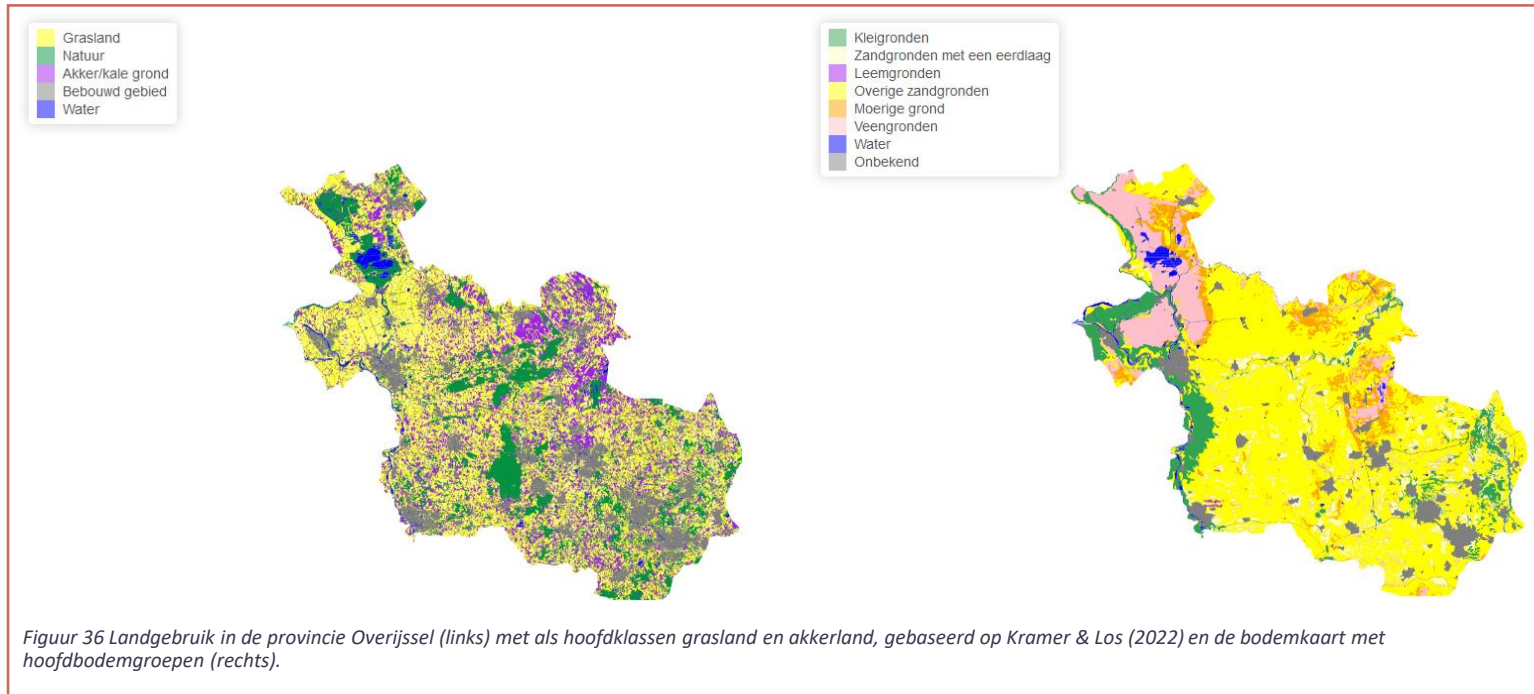 Grasland
Natuur
Akker/kale grond
Bebouwd gebied
Water
Kleigronden
Zandgronden met een eerdlaag
Leemgronden
Overige zandgronden
Moerige grond
Veengronden
Water
Onbekend
Figuur 36 Landgebruik in de provincie Overijssel (links) met als hoofdklassen grasland en akkerland, gebaseerd op Kramer & Los (2022) en de bodemkaart met
hoofdbodemgroepen (rechts).